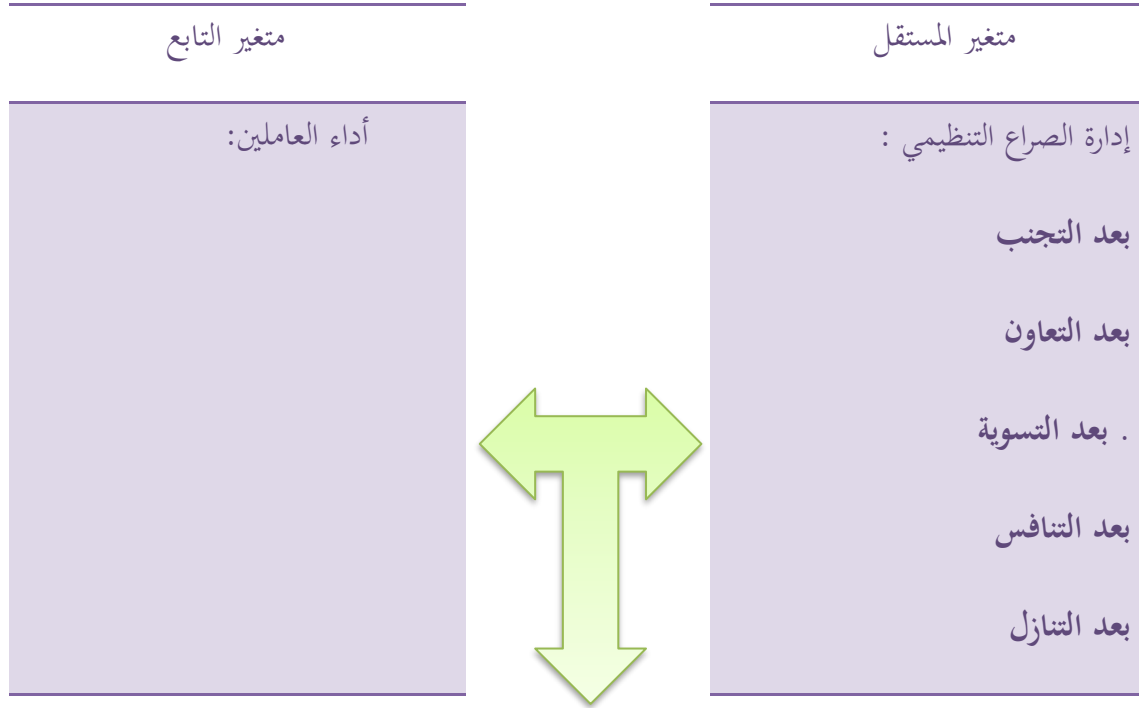 متغير المستقل
متغير التابع
إدارة الصراع التنظيمي :
أداء العاملين:
بعد التجنب
بعد التعاون
. بعد التسوية
بعد التنافس
بعد التنازل